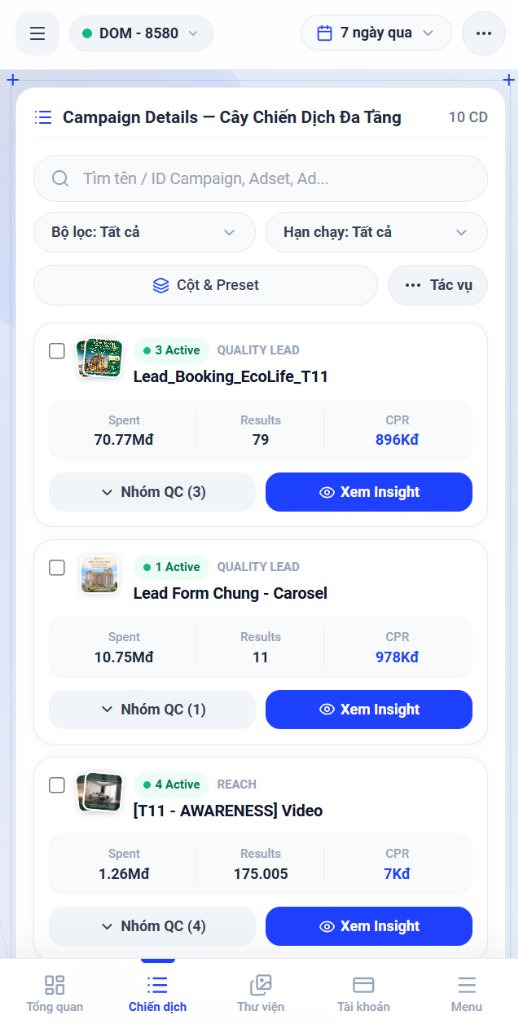 DOM - 8580
7 ngày qua
Campaign Details — Cây Chiến Dịch Đa Tầng
10 CD
Tìm tên / ID Campaign, Adset, Ad...
Bộ lọc: Tất cả
Hạn chạy: Tất cả
Cột & Preset
Tác vụ
3 Active
QUALITY LEAD
Lead_Booking_EcoLife_T11
Spent
Results
CPR
70.77Mđ
79
896Kđ
Nhóm QC (3)
Xem Insight
1 Active
QUALITY LEAD
Lead Form Chung - Carosel
Spent
Results
CPR
10.75Mđ
11
978Kđ
Nhóm QC (1)
Xem Insight
4 Active
REACH
[T11 - AWARENESS] Video
Spent
Results
CPR
1.26Mđ
175.005
7Kđ
Nhóm QC (4)
Xem Insight
Tổng quan
Chiến dịch
Thư viện
Tài khoản
Menu